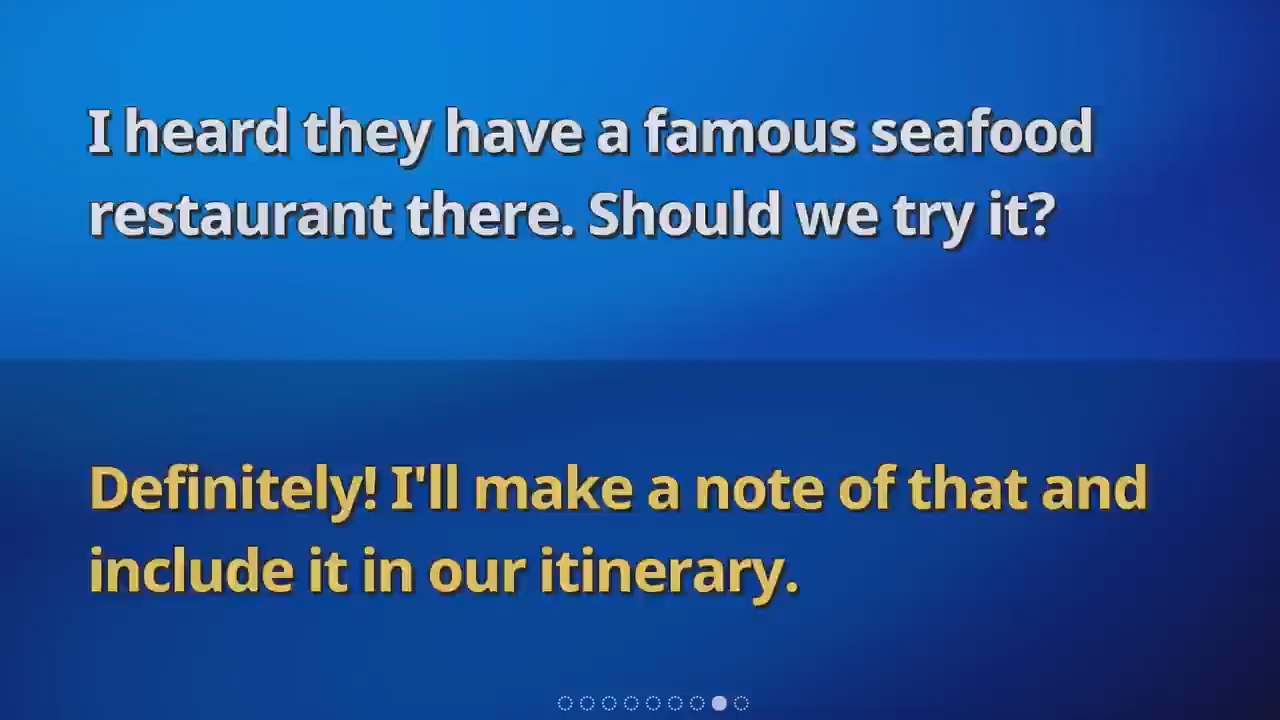 I heard they have a famous seafood
restaurant there. Should we try it?
Definitely! I'll make a note of that and
include it in our itinerary.